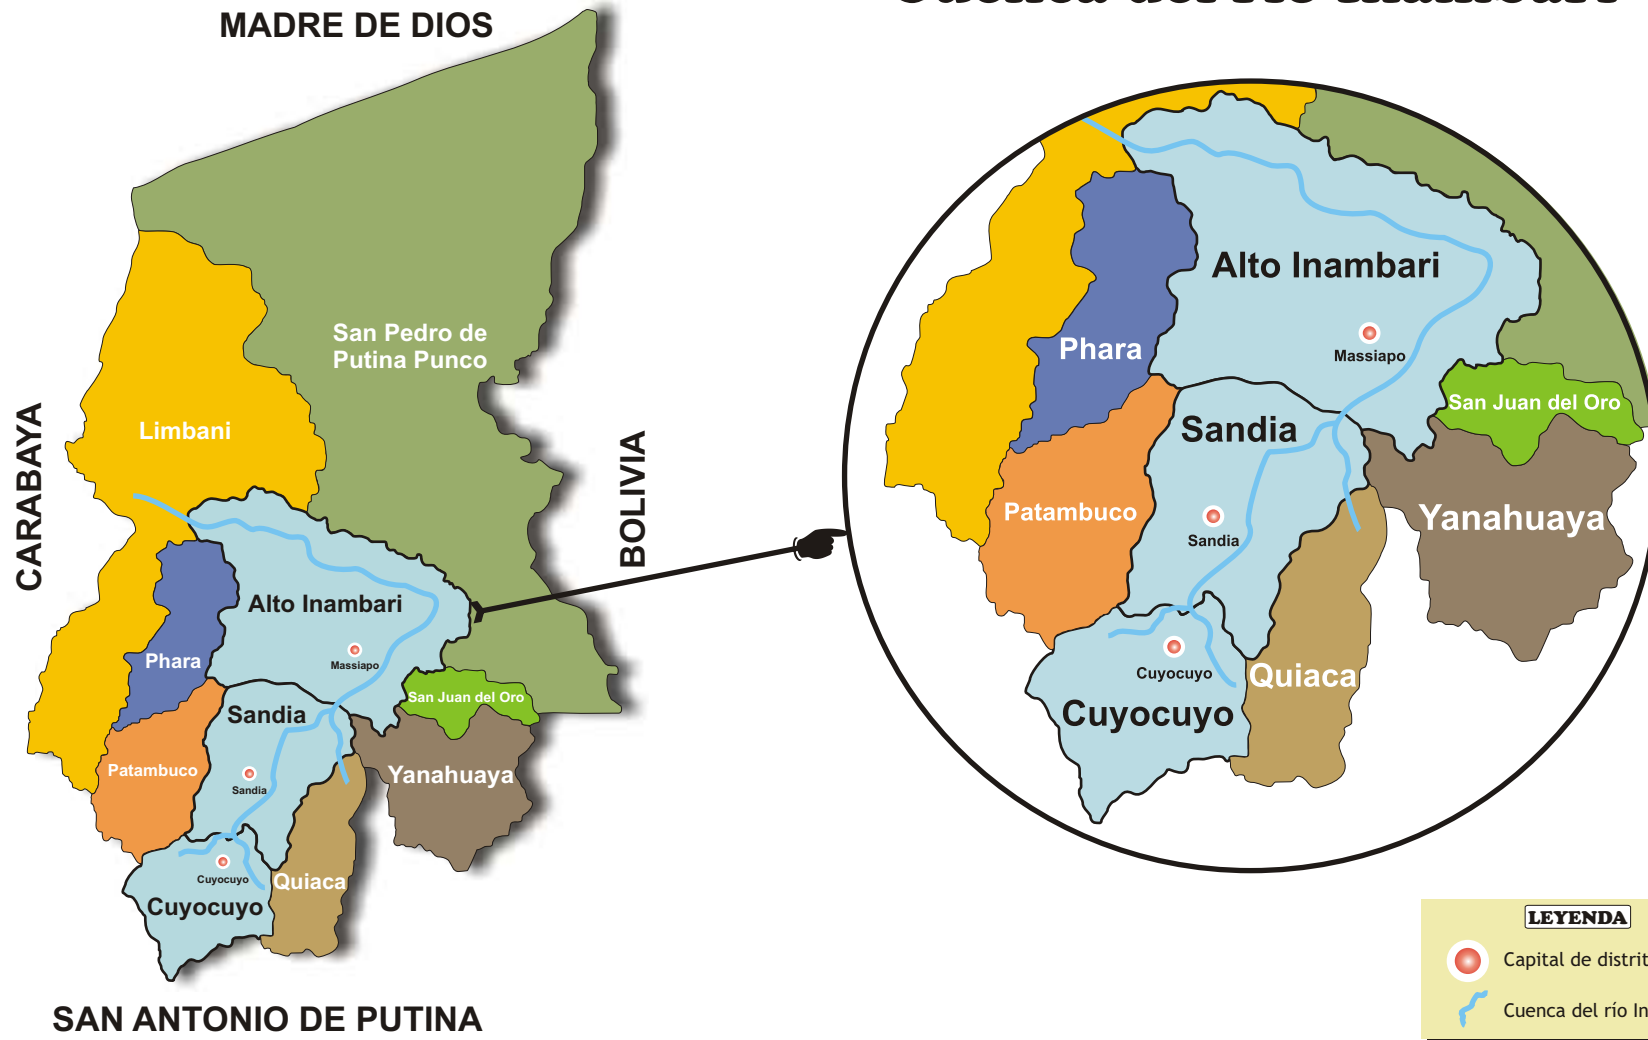 MADRE DE DIOS
San Pedro de
Putina Punco
Limbani
CARABAYA
BOLIVIA
Alto Inambari
Massiapo
Phara
San Juan del Oro
Sandia
Patambuco
Sandia
Yanahuaya
Cuyocuyo
Quiaca
Cuyocuyo
SAN ANTONIO DE PUTINA
Alto Inambari
Massiapo
Phara
San Juan del Oro
Sandia
Patambuco
Sandia
Yanahuaya
Cuyocuyo
Quiaca
Cuyocuyo
LEYENDA
Capital de distrit
Cuenca del río In